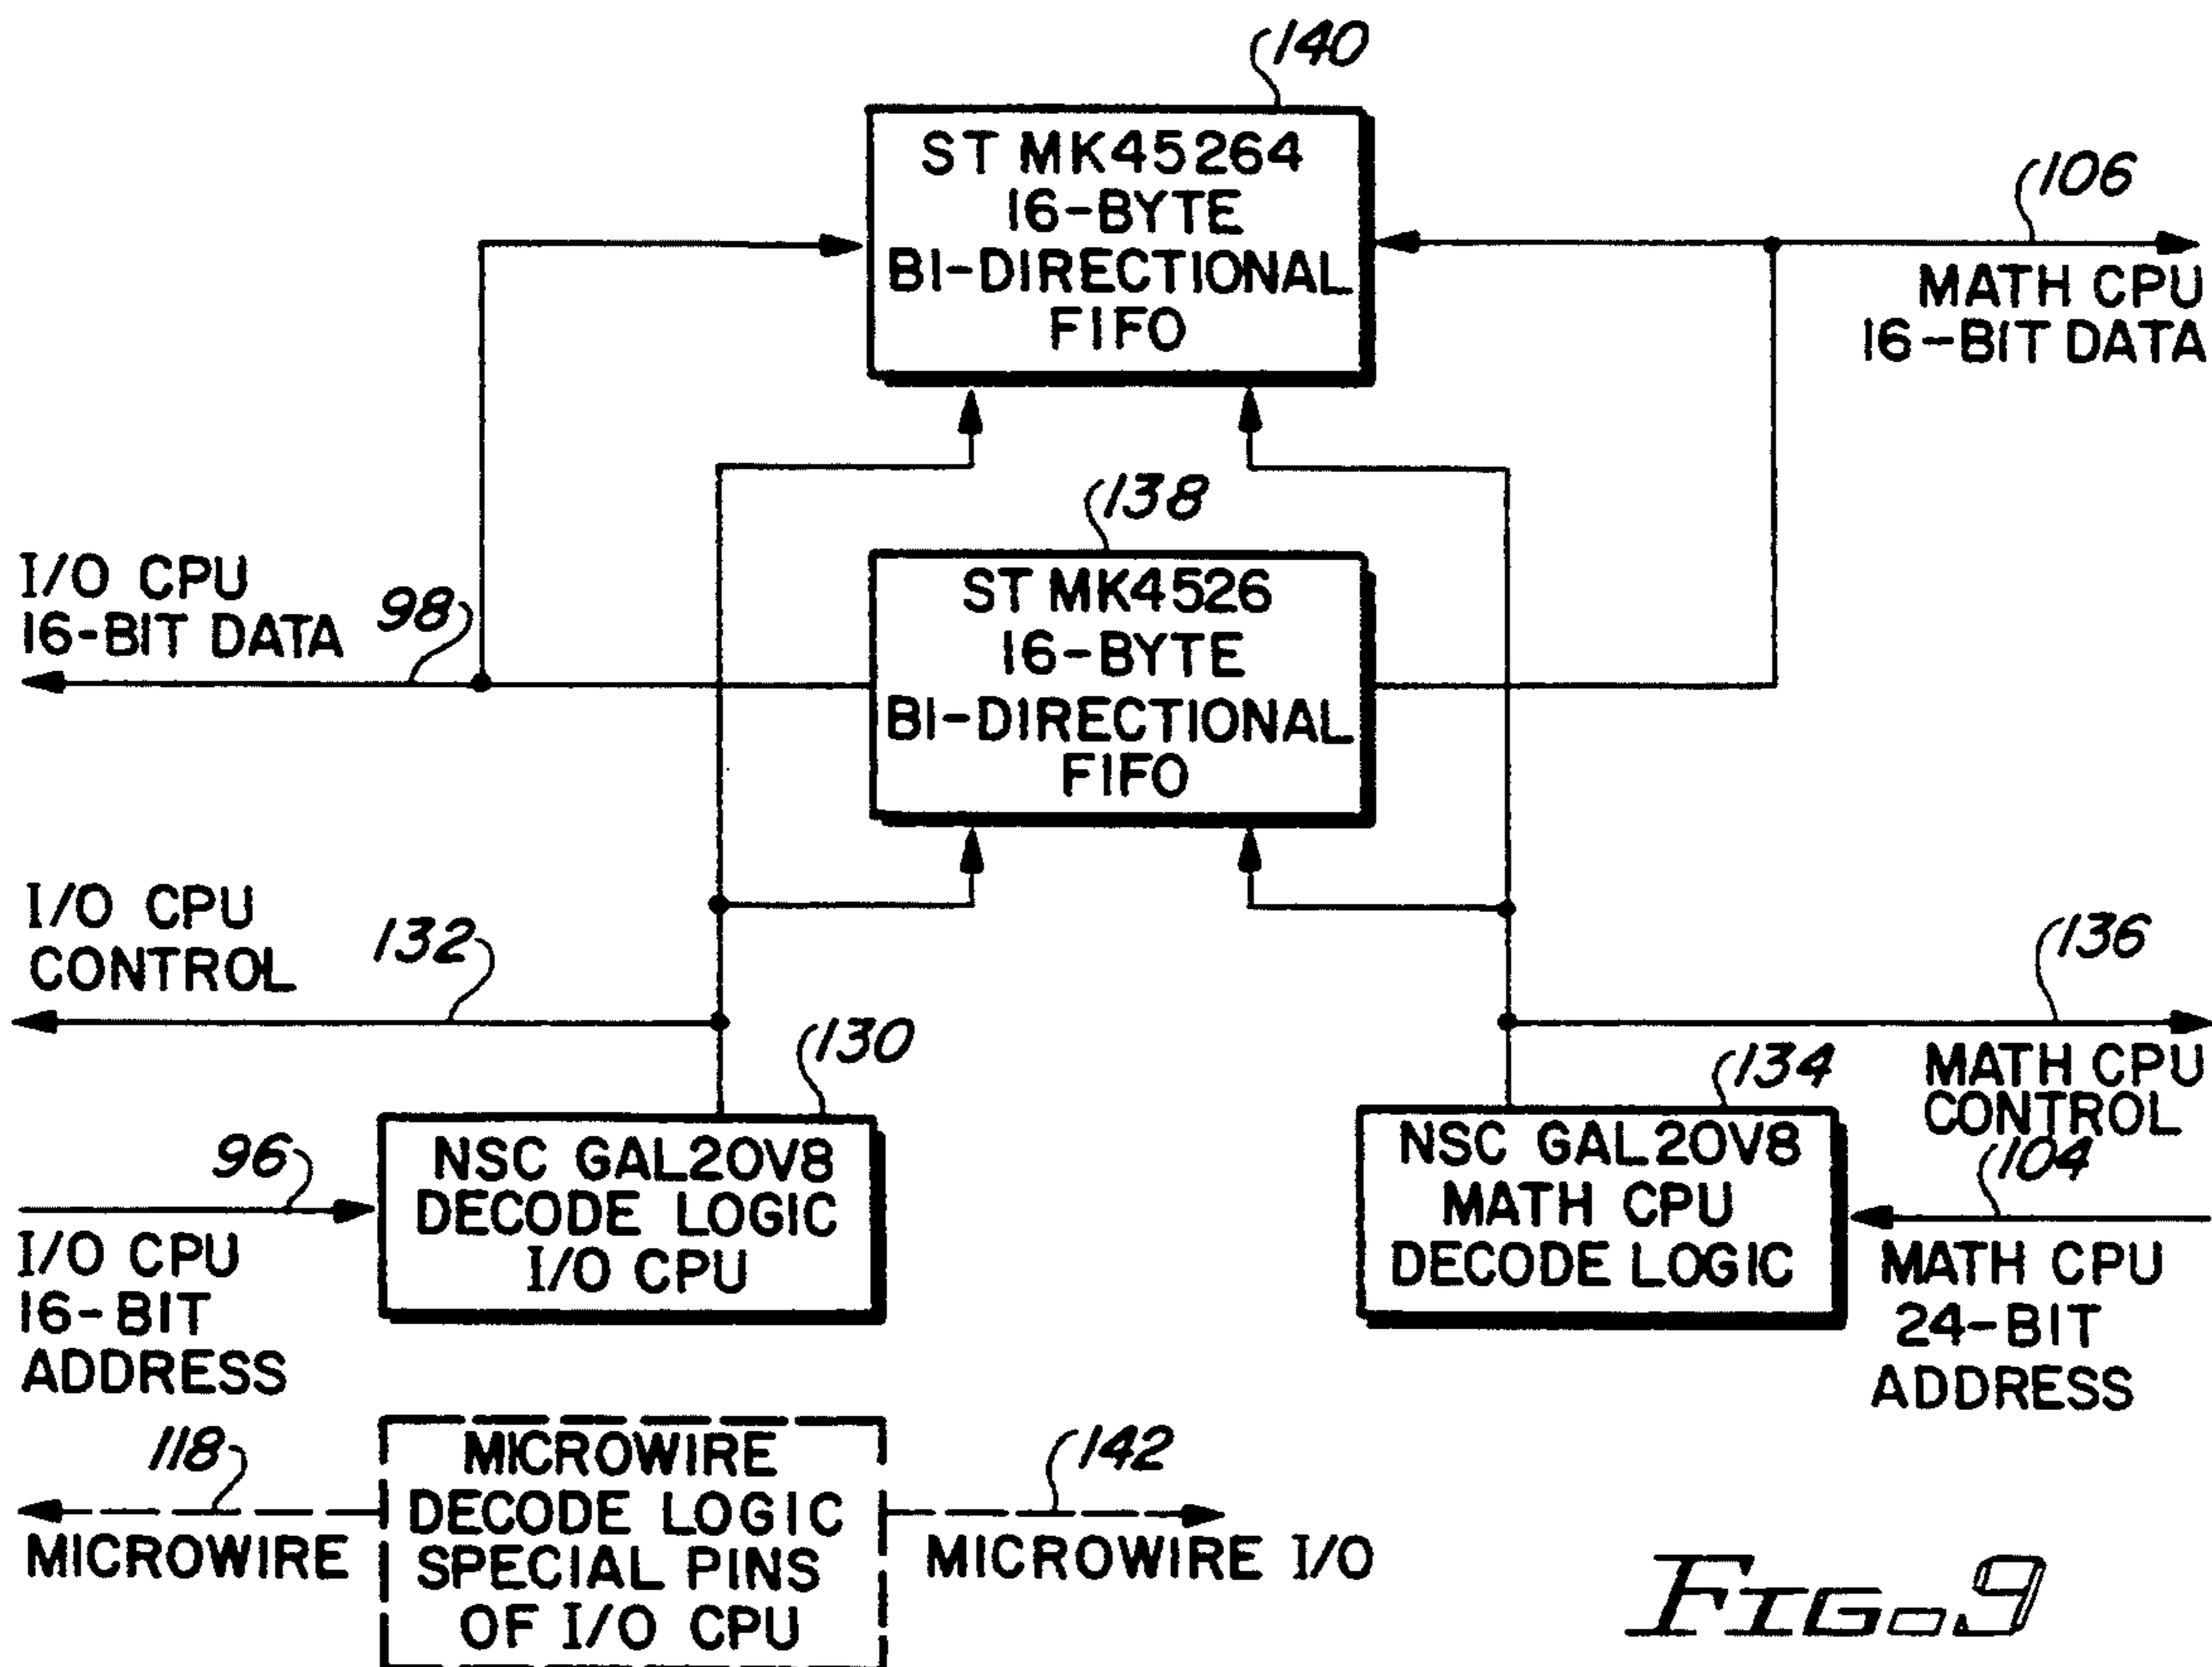 140
ST MK45264
16-BYTE
BI-DIRECTIONAL
FIFO
106
MATH CPU
16-BIT DATA
138
ST MK4526
16-BYTE
BI-DIRECTIONAL
FIFO
I/O CPU
16-BIT DATA
98
I/O CPU
CONTROL
132
136
MATH CPU
CONTROL
130
NSC GAL20V8
DECODE LOGIC
I/O CPU
134
NSC GAL20V8
MATH CPU
DECODE LOGIC
96
I/O CPU
16-BIT
ADDRESS
104
MATH CPU
24-BIT
ADDRESS
118
MICROWIRE
MICROWIRE
DECODE LOGIC
SPECIAL PINS
OF I/O CPU
142
MICROWIRE I/O
FIG-9